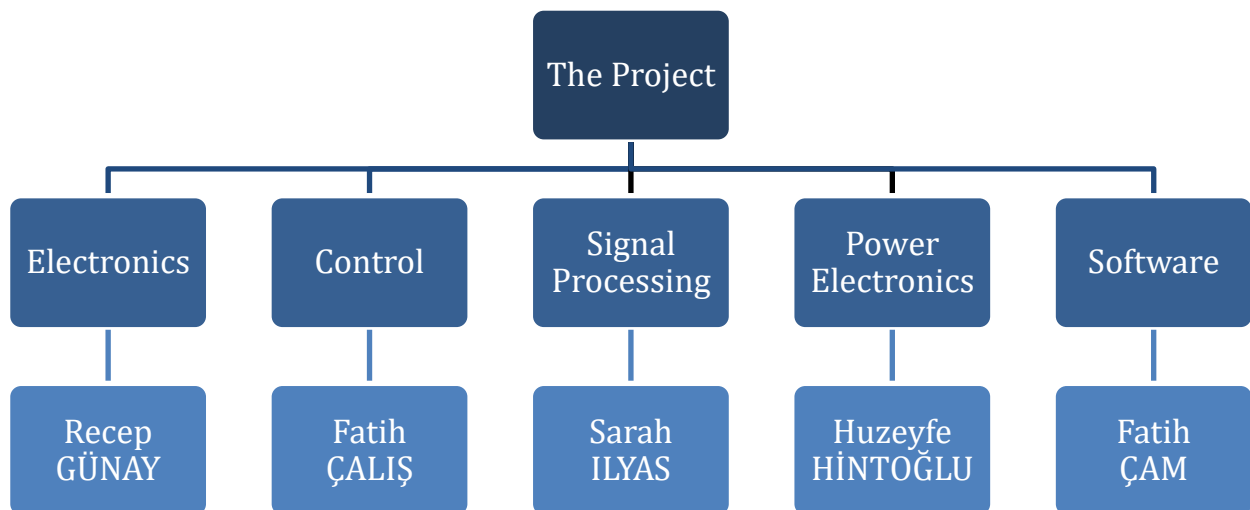 The Project
Electronics
Control
Signal
Processing
Power
Electronics
Software
Recep
GÜNAY
Fatih
ÇALIŞ
Sarah
ILYAS
Huzeyfe
HİNTOĞLU
Fatih
ÇAM